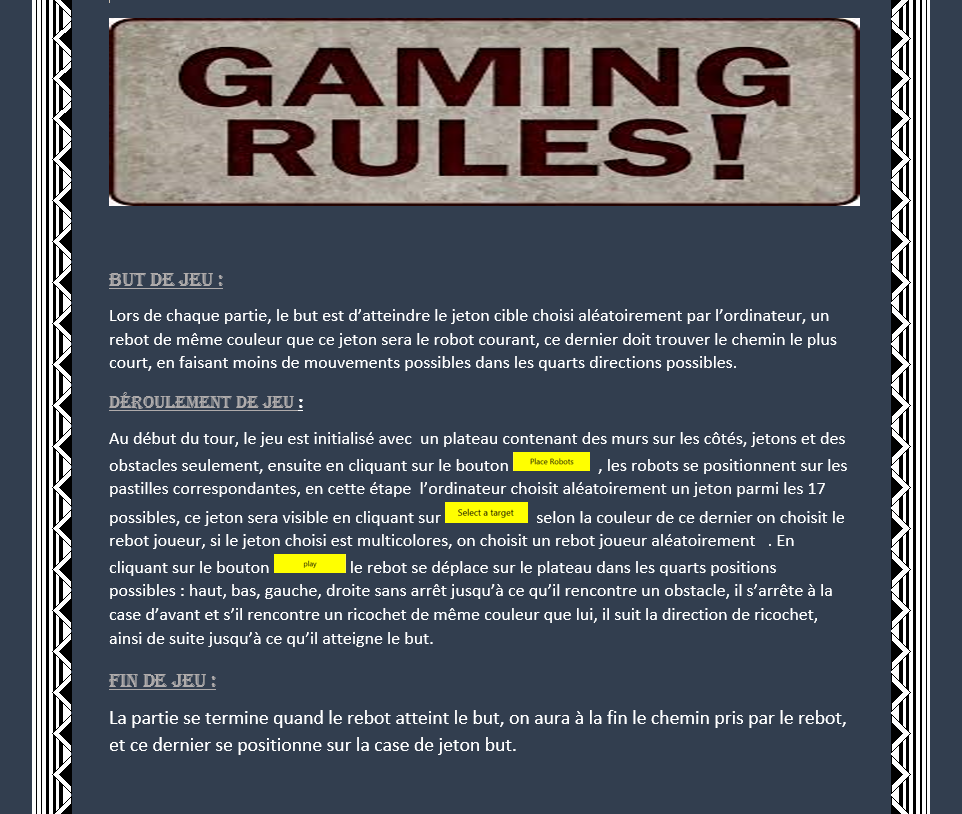 GAMING
RULES!
BUT DE JEU :
Lors de chaque partie, le but est d’atteindre le jeton cible choisi aléatoirement par l’ordinateur, un
rebot de même couleur que ce jeton sera le robot courant, ce dernier doit trouver le chemin le plus
court, en faisant moins de mouvements possibles dans les quarts directions possibles.
DÉROULEMENT DE JEU :
Au début du tour, le jeu est initialisé avec un plateau contenant des murs sur les côtés, jetons et des
obstacles seulement, ensuite en cliquant sur le bouton Place Robots , les robots se positionnent sur les
pastilles correspondantes, en cette étape l’ordinateur choisit aléatoirement un jeton parmi les 17
possibles, ce jeton sera visible en cliquant sur Select a target selon la couleur de ce dernier on choisit le
rebot joueur, si le jeton choisi est multicolores, on choisit un rebot joueur aléatoirement . En
cliquant sur le bouton play le rebot se déplace sur le plateau dans les quarts positions
possibles : haut, bas, gauche, droite sans arrêt jusqu’à ce qu’il rencontre un obstacle, il s’arrête à la
case d’avant et s’il rencontre un ricochet de même couleur que lui, il suit la direction de ricochet,
ainsi de suite jusqu’à ce qu’il atteigne le but.
FIN DE JEU :
La partie se termine quand le rebot atteint le but, on aura à la fin le chemin pris par le rebot,
et ce dernier se positionne sur la case de jeton but.